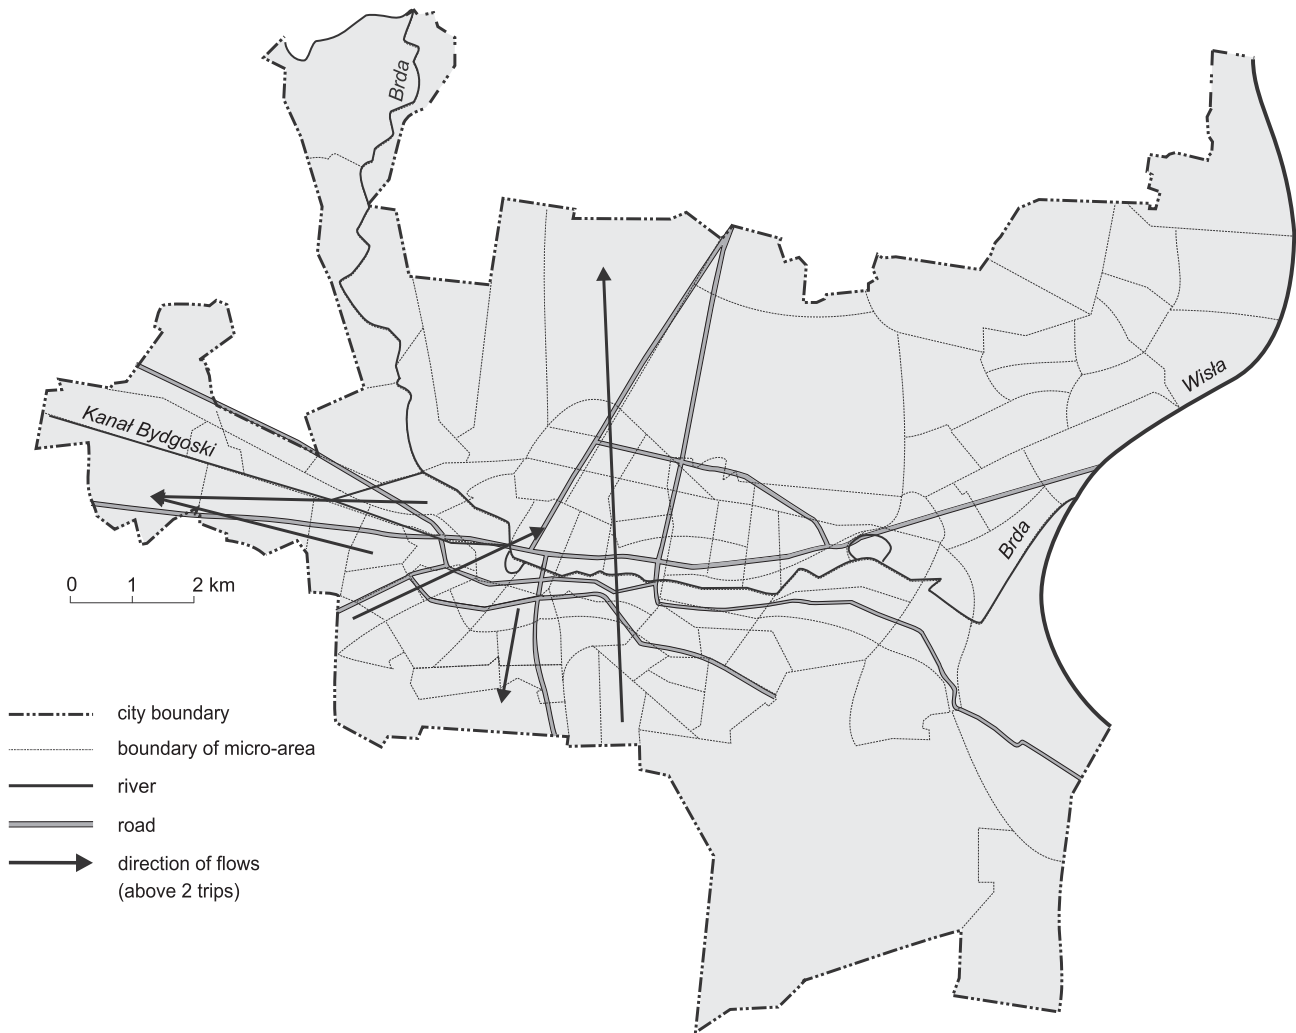 Brda
Wisła
Kanał Bydgoski
Brda
0 1 2 km
city boundary
boundary of micro-area
river
road
direction of flows
(above 2 trips)